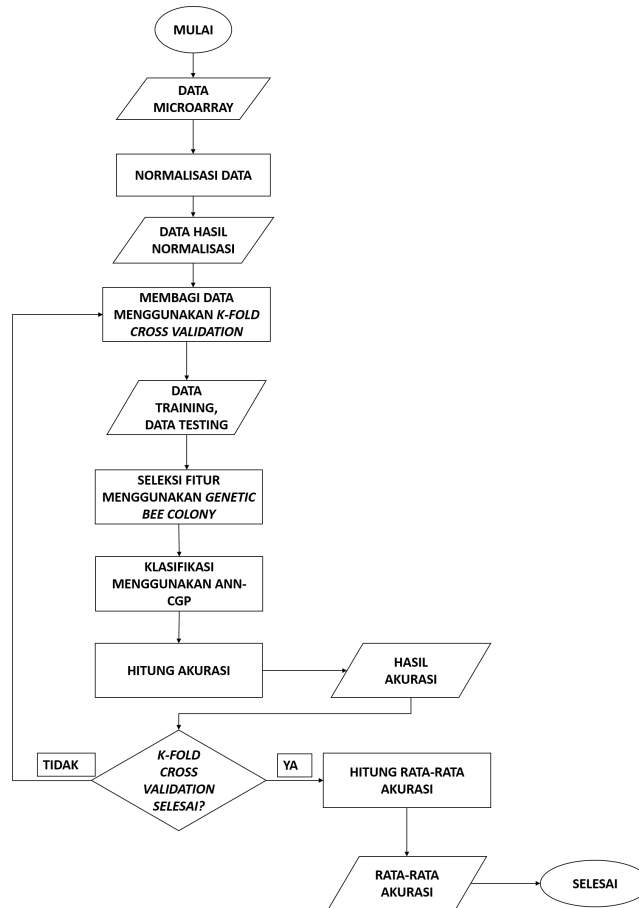 MULAI
DATA
MICROARRAY
NORMALISASI DATA
DATA HASIL
NORMALISASI
MEMBAGI DATA
MENGGUNAKAN K-FOLD
CROSS VALIDATION
DATA
TRAINING,
DATA TESTING
SELEKSI FITUR
MENGGUNAKAN GENETIC
BEE COLONY
KLASIFIKASI
MENGGUNAKAN ANN-
CGP
HITUNG AKURASI
HASIL
AKURASI
TIDAK
K-FOLD
CROSS
VALIDATION
SELESAI?
YA
HITUNG RATA-RATA
AKURASI
RATA-RATA
AKURASI
SELESAI